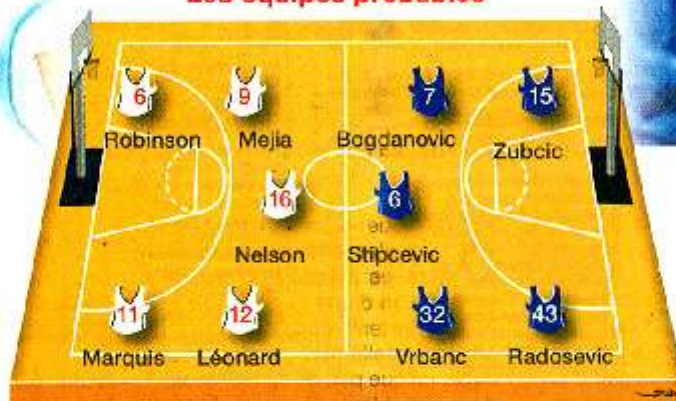 Les équipes probables
6 9 7 15
Robinson Mejia Bogdanovic Zubcic
16 6
Nelson Stipcevic
11 12 32 43
Marquis Léonard Vrbanc Radosevic